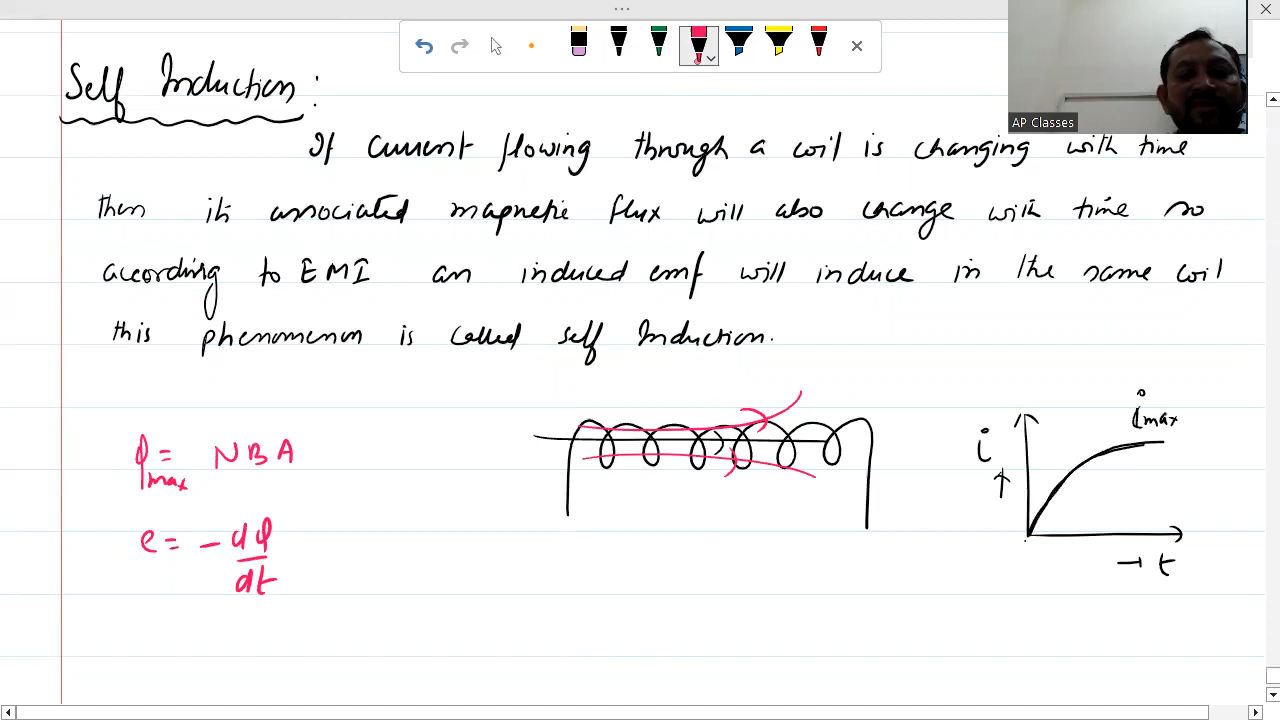 Self Induction :
AP Classes
If current flowing through a coil is changing with time
then its associated magnetic flux will also change with time so
according to EMI an induced emf will induce in the same coil
this phenomenon is called self Induction.
φmax = NBA
e = - dφ/dt
i ↑
imax
→ t